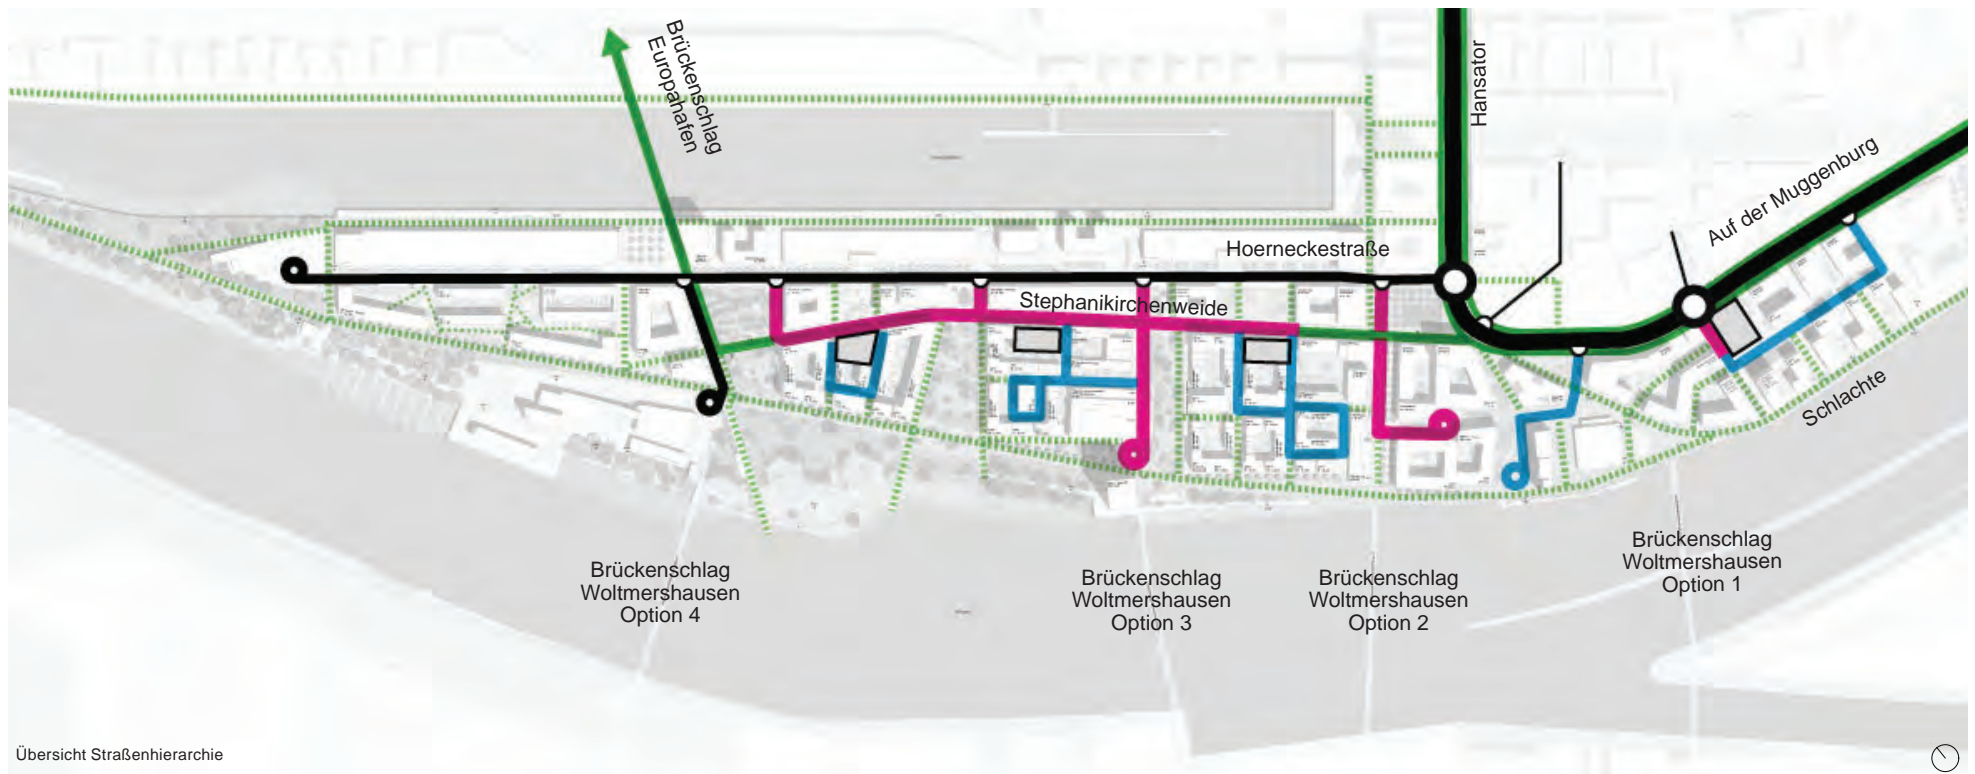 Brückenschlag
Europahafen
Hansator
Auf der Muggenburg
Hoerneckestraße
Stephanikirchenweide
Schlachte
Brückenschlag
Woltmershausen
Option 4
Brückenschlag
Woltmershausen
Option 3
Brückenschlag
Woltmershausen
Option 2
Brückenschlag
Woltmershausen
Option 1
Übersicht Straßenhierarchie